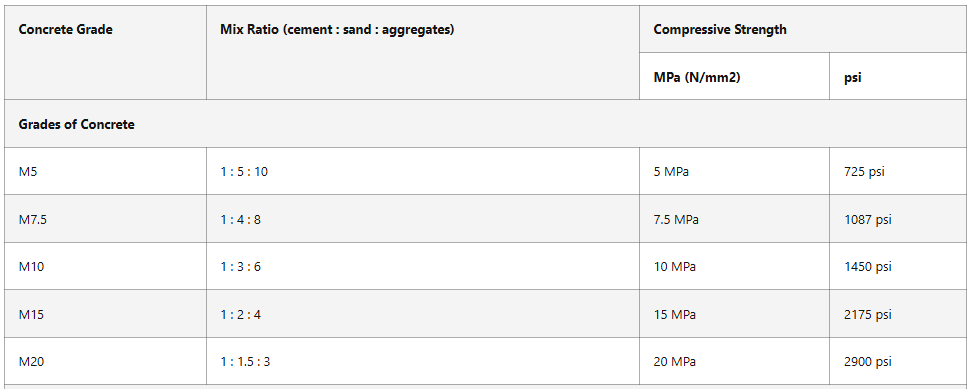 Concrete Grade Mix Ratio (cement : sand : aggregates) Compressive Strength
MPa (N/mm2) psi
Grades of Concrete
M5 1 : 5 : 10 5 MPa 725 psi
M7.5 1 : 4 : 8 7.5 MPa 1087 psi
M10 1 : 3 : 6 10 MPa 1450 psi
M15 1 : 2 : 4 15 MPa 2175 psi
M20 1 : 1.5 : 3 20 MPa 2900 psi